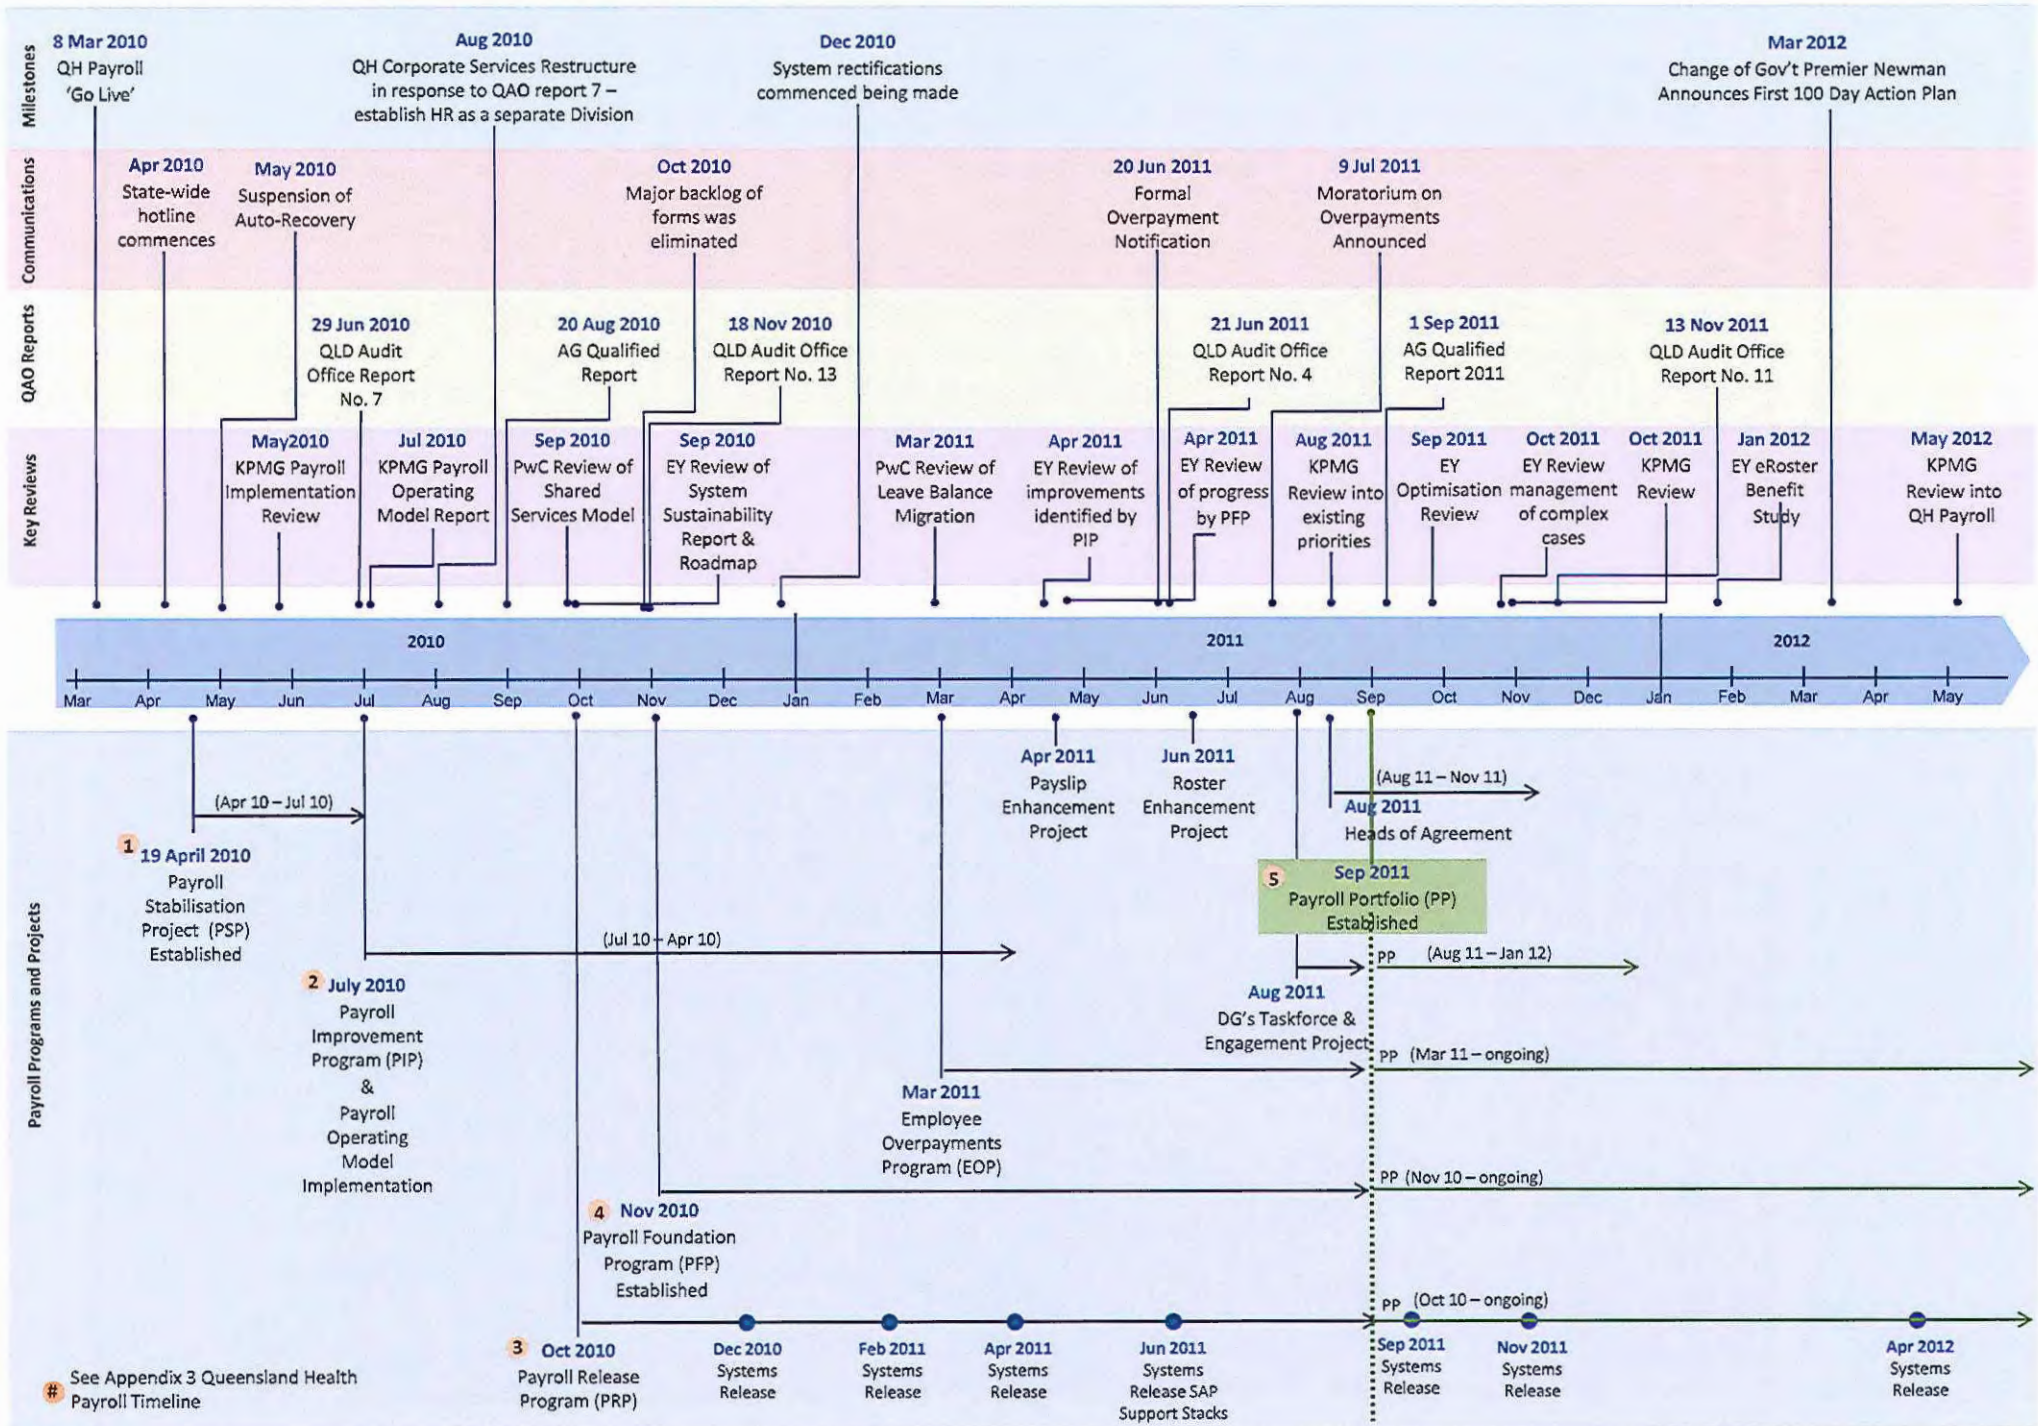 Milestones
8 Mar 2010
QH Payroll
'Go Live'
Aug 2010
QH Corporate Services Restructure
in response to QAO report 7 –
establish HR as a separate Division
Dec 2010
System rectifications
commenced being made
Mar 2012
Change of Gov't Premier Newman
Announces First 100 Day Action Plan
Communications
Apr 2010
State-wide
hotline
commences
May 2010
Suspension of
Auto-Recovery
Oct 2010
Major backlog of
forms was
eliminated
20 Jun 2011
Formal
Overpayment
Notification
9 Jul 2011
Moratorium on
Overpayments
Announced
QAO Reports
29 Jun 2010
QLD Audit
Office Report
No. 7
20 Aug 2010
AG Qualified
Report
18 Nov 2010
QLD Audit Office
Report No. 13
21 Jun 2011
QLD Audit Office
Report No. 4
1 Sep 2011
AG Qualified
Report 2011
13 Nov 2011
QLD Audit Office
Report No. 11
Key Reviews
May2010
KPMG Payroll
Implementation
Review
Jul 2010
KPMG Payroll
Operating
Model Report
Sep 2010
PwC Review of
Shared
Services Model
Sep 2010
EY Review of
System
Sustainability
Report &
Roadmap
Mar 2011
PwC Review of
Leave Balance
Migration
Apr 2011
EY Review of
improvements
identified by
PIP
Apr 2011
EY Review
of progress
by PFP
Aug 2011
KPMG
Review into
existing
priorities
Sep 2011
EY
Optimisation
Review
Oct 2011
EY Review
management
of complex
cases
Oct 2011
KPMG
Review
Jan 2012
EY eRoster
Benefit
Study
May 2012
KPMG
Review into
QH Payroll
2010
2011
2012
Mar Apr May Jun Jul Aug Sep Oct Nov Dec Jan Feb Mar Apr May Jun Jul Aug Sep Oct Nov Dec Jan Feb Mar Apr May
Payroll Programs and Projects
(Apr 10 – Jul 10)
1
19 April 2010
Payroll
Stabilisation
Project (PSP)
Established
(Jul 10 – Apr 10)
2 July 2010
Payroll
Improvement
Program (PIP)
&
Payroll
Operating
Model
Implementation
Apr 2011
Payslip
Enhancement
Project
Jun 2011
Roster
Enhancement
Project
(Aug 11 – Nov 11)
Aug 2011
Heads of Agreement
5 Sep 2011
Payroll Portfolio (PP)
Established
PP (Aug 11 – Jan 12)
Aug 2011
DG's Taskforce &
Engagement Project
PP (Mar 11 – ongoing)
Mar 2011
Employee
Overpayments
Program (EOP)
PP (Nov 10 – ongoing)
4 Nov 2010
Payroll Foundation
Program (PFP)
Established
PP (Oct 10 – ongoing)
3 Oct 2010
Payroll Release
Program (PRP)
Dec 2010
Systems
Release
Feb 2011
Systems
Release
Apr 2011
Systems
Release
Jun 2011
Systems
Release SAP
Support Stacks
Sep 2011
Systems
Release
Nov 2011
Systems
Release
Apr 2012
Systems
Release
# See Appendix 3 Queensland Health
Payroll Timeline